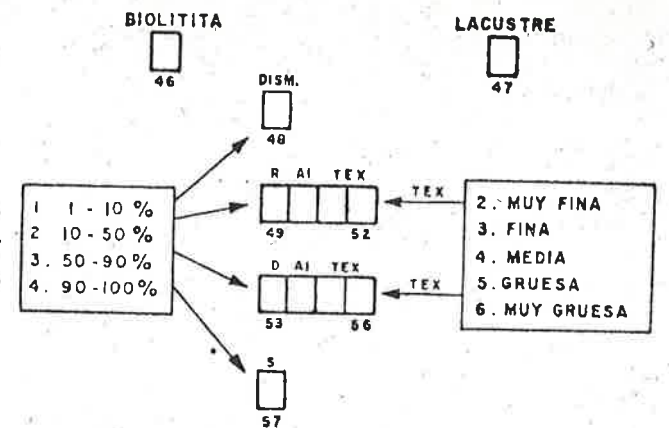 BIOLITITA
LACUSTRE
46
47
DISM.
48
R AI TEX
49 52
1 1-10%
2 10-50%
3. 50-90%
4. 90-100%
TEX
2. MUY FINA
3. FINA
4. MEDIA
5. GRUESA
6. MUY GRUESA
D AI TEX
53 56
TEX
S
57